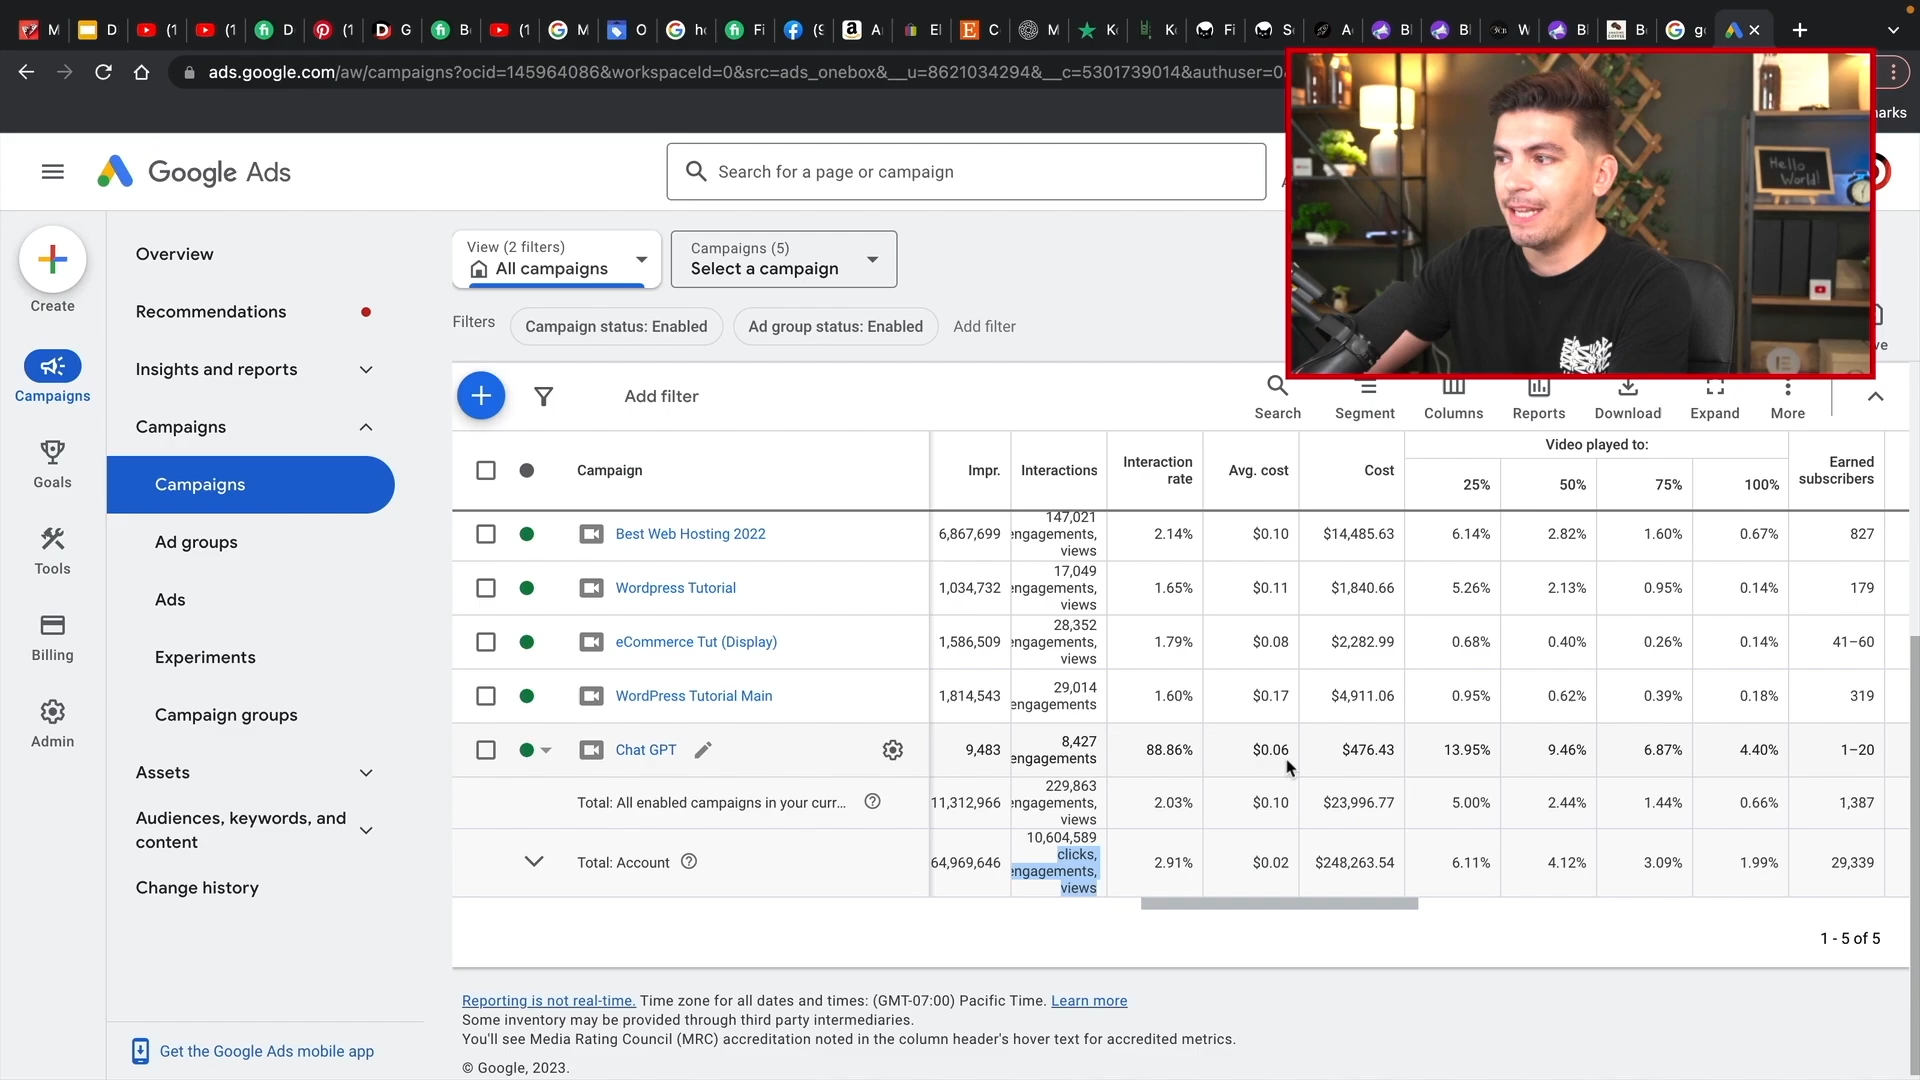 M
D
(1
(1
D
(1
G
B
(1
M
O
h
Fi
(9
A
El
C
M
K
K
Fi
S
A
B
B
W
B
B
g
ads.google.com/aw/campaigns?ocid=145964086&workspaceId=0&src=ads_onebox&__u=8621034294&__c=5301739014&authuser=0
arks
Google Ads
Search for a page or campaign
Hello
World!
Create
Campaigns
Goals
Tools
Billing
Admin
Overview
Recommendations
Insights and reports
Campaigns
Campaigns
Ad groups
Ads
Experiments
Campaign groups
Assets
Audiences, keywords, and
content
Change history
Get the Google Ads mobile app
View (2 filters)
All campaigns
Campaigns (5)
Select a campaign
Filters
Campaign status: Enabled
Ad group status: Enabled
Add filter
ve
Add filter
Search
Segment
Columns
Reports
Download
Expand
More
Campaign
Impr.
Interactions
Interaction
rate
Avg. cost
Cost
Video played to:
25%
50%
75%
100%
Earned
subscribers
Best Web Hosting 2022
6,867,699
147,021
engagements,
views
2.14%
$0.10
$14,485.63
6.14%
2.82%
1.60%
0.67%
827
Wordpress Tutorial
1,034,732
17,049
engagements,
views
1.65%
$0.11
$1,840.66
5.26%
2.13%
0.95%
0.14%
179
eCommerce Tut (Display)
1,586,509
28,352
engagements,
views
1.79%
$0.08
$2,282.99
0.68%
0.40%
0.26%
0.14%
41–60
WordPress Tutorial Main
1,814,543
29,014
engagements
1.60%
$0.17
$4,911.06
0.95%
0.62%
0.39%
0.18%
319
Chat GPT
9,483
8,427
engagements
88.86%
$0.06
$476.43
13.95%
9.46%
6.87%
4.40%
1–20
Total: All enabled campaigns in your curr...
11,312,966
229,863
engagements,
views
2.03%
$0.10
$23,996.77
5.00%
2.44%
1.44%
0.66%
1,387
Total: Account
64,969,646
10,604,589
clicks,
engagements,
views
2.91%
$0.02
$248,263.54
6.11%
4.12%
3.09%
1.99%
29,339
1 - 5 of 5
Reporting is not real-time. Time zone for all dates and times: (GMT-07:00) Pacific Time. Learn more
Some inventory may be provided through third party intermediaries.
You'll see Media Rating Council (MRC) accreditation noted in the column header's hover text for accredited metrics.
© Google, 2023.